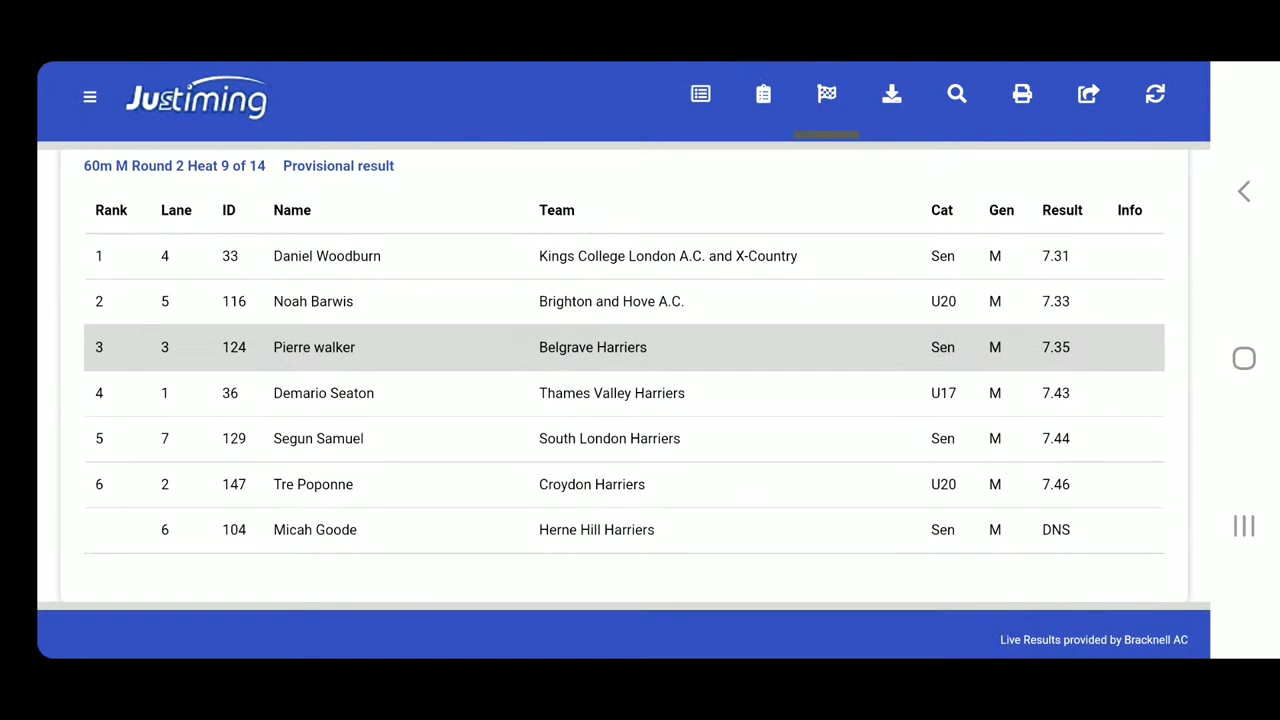 Justiming
60m M Round 2 Heat 9 of 14 Provisional result
Rank Lane ID Name Team Cat Gen Result Info
1 4 33 Daniel Woodburn Kings College London A.C. and X-Country Sen M 7.31
2 5 116 Noah Barwis Brighton and Hove A.C. U20 M 7.33
3 3 124 Pierre walker Belgrave Harriers Sen M 7.35
4 1 36 Demario Seaton Thames Valley Harriers U17 M 7.43
5 7 129 Segun Samuel South London Harriers Sen M 7.44
6 2 147 Tre Poponne Croydon Harriers U20 M 7.46
6 104 Micah Goode Herne Hill Harriers Sen M DNS
Live Results provided by Bracknell AC